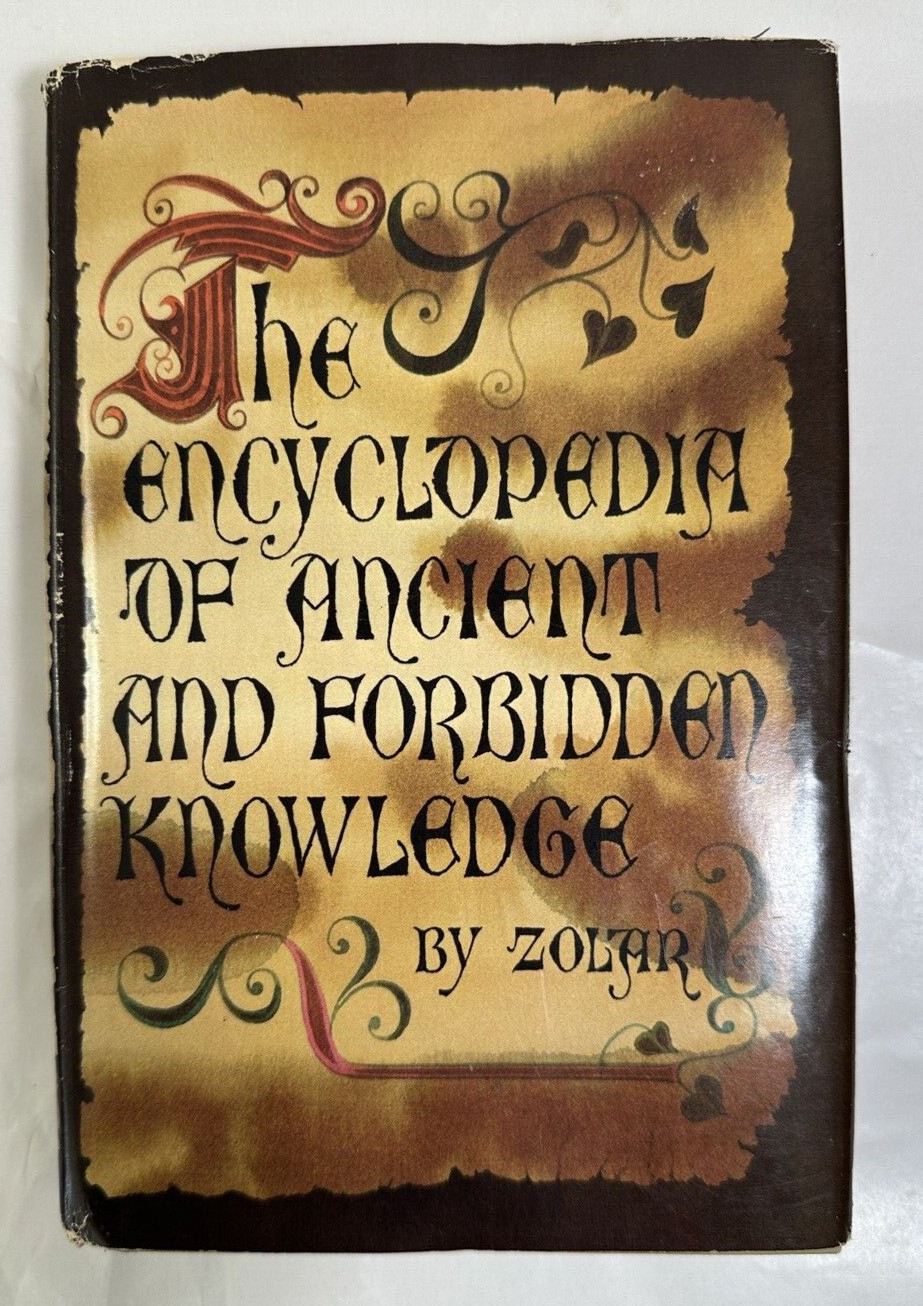 The
ENCYCLOPEDIA
OF ANCIENT
AND FORBIDDEN
KNOWLEDGE
BY ZOLAR